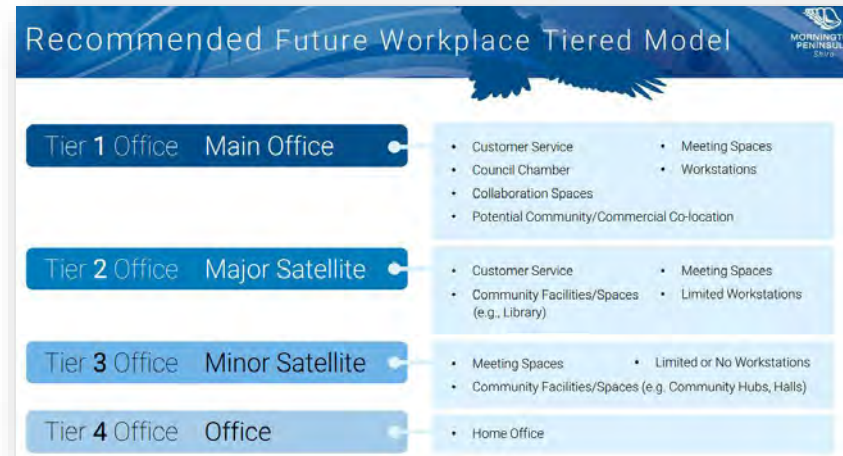 Recommended Future Workplace Tiered Model
MORNINGTON
PENINSULA
Shire
Tier 1 Office Main Office
• Customer Service
• Meeting Spaces
• Council Chamber
• Workstations
• Collaboration Spaces
• Potential Community/Commercial Co-location
Tier 2 Office Major Satellite
• Customer Service
• Meeting Spaces
• Community Facilities/Spaces
(e.g., Library)
• Limited Workstations
Tier 3 Office Minor Satellite
• Meeting Spaces
• Limited or No Workstations
• Community Facilities/Spaces (e.g. Community Hubs, Halls)
Tier 4 Office Office
• Home Office